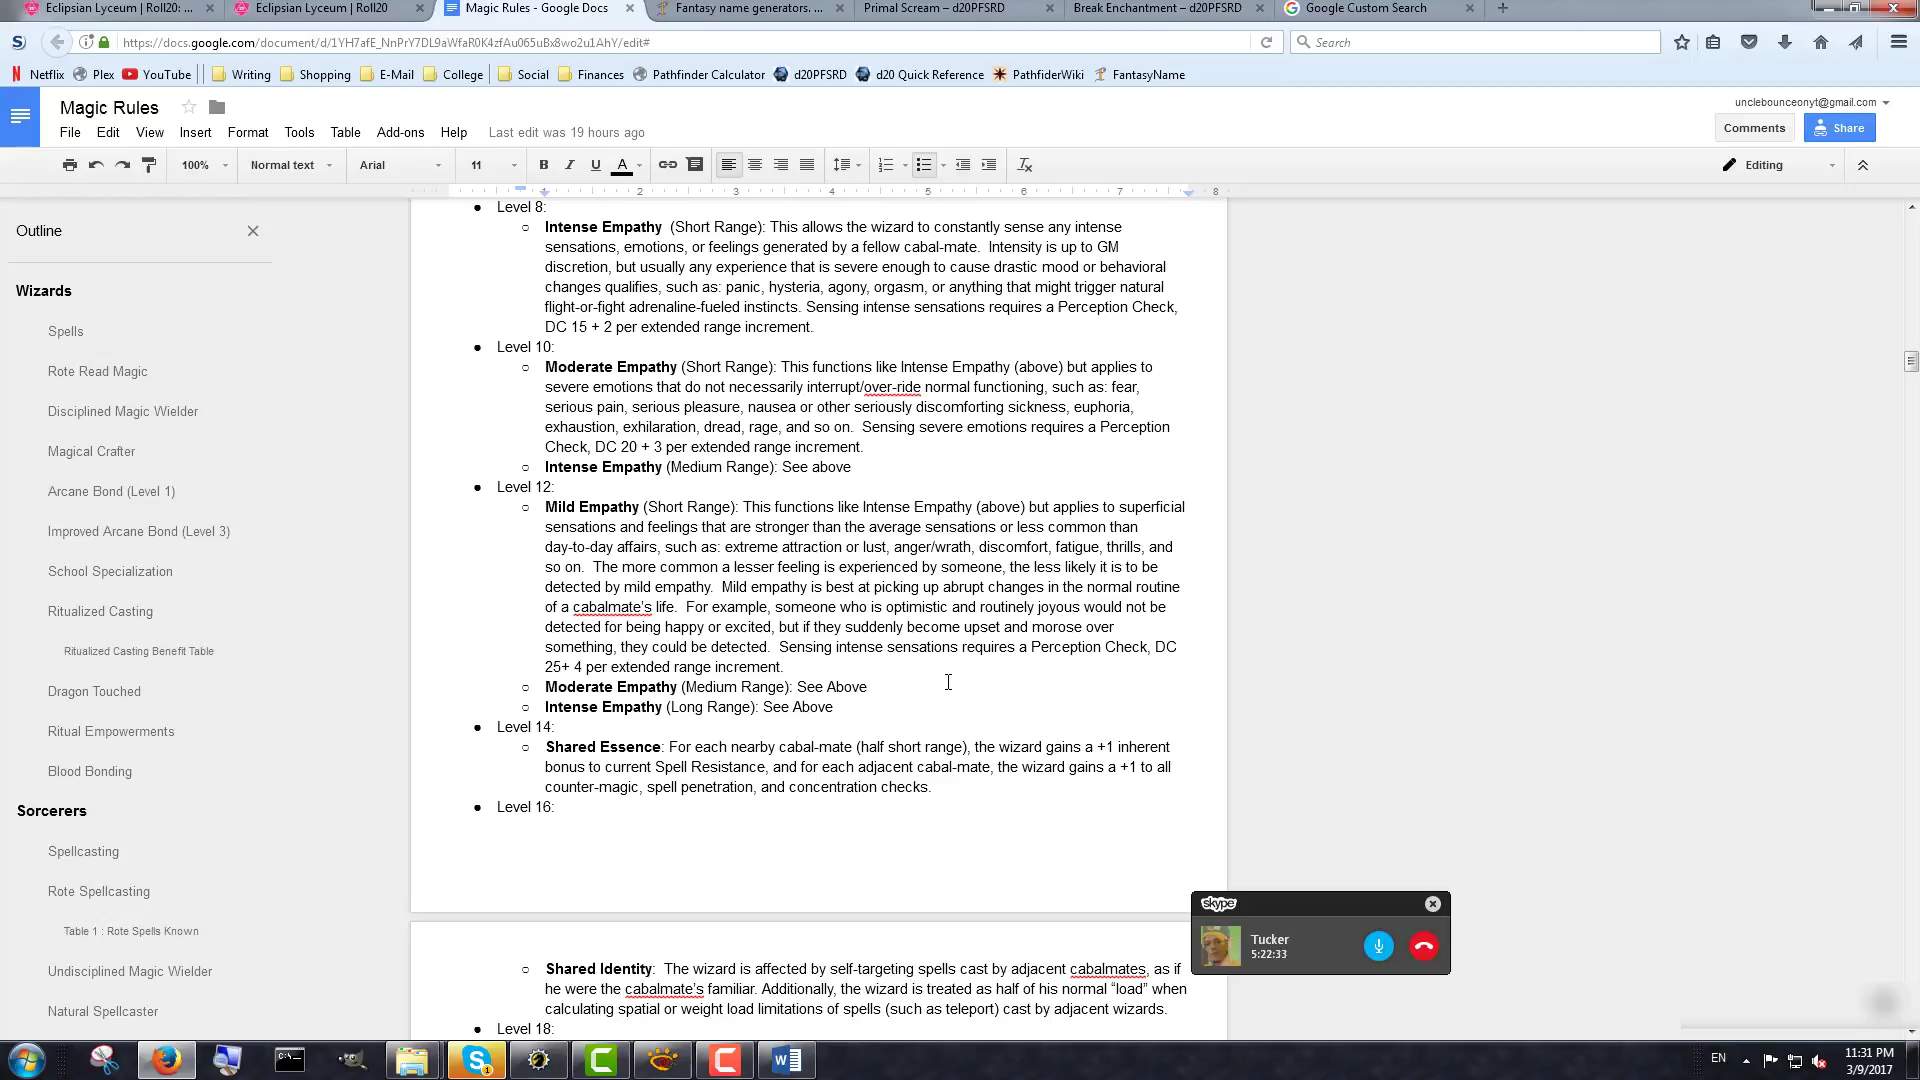 Eclipsian Lyceum | Roll20: ...
Eclipsian Lyceum | Roll20
Magic Rules - Google Docs
Fantasy name generators. ...
Primal Scream – d20PFSRD
Break Enchantment – d20PFSRD
Google Custom Search
https://docs.google.com/document/d/1YH7afE_NnPrY7DL9aWfaR0K4zfAu065uBx8wo2u1AhY/edit#
Search
Netflix Plex YouTube Writing Shopping E-Mail College Social Finances Pathfinder Calculator d20PFSRD d20 Quick Reference PathfiderWiki FantasyName
Magic Rules
unclebounceonyt@gmail.com
File Edit View Insert Format Tools Table Add-ons Help Last edit was 19 hours ago
Comments
Share
100% Normal text Arial 11 B I U A Editing
1 2 3 4 5 6 7 8
Outline
Wizards
Spells
Rote Read Magic
Disciplined Magic Wielder
Magical Crafter
Arcane Bond (Level 1)
Improved Arcane Bond (Level 3)
School Specialization
Ritualized Casting
Ritualized Casting Benefit Table
Dragon Touched
Ritual Empowerments
Blood Bonding
Sorcerers
Spellcasting
Rote Spellcasting
Table 1 : Rote Spells Known
Undisciplined Magic Wielder
Natural Spellcaster
● Level 8:
○ Intense Empathy (Short Range): This allows the wizard to constantly sense any intense
sensations, emotions, or feelings generated by a fellow cabal-mate. Intensity is up to GM
discretion, but usually any experience that is severe enough to cause drastic mood or behavioral
changes qualifies, such as: panic, hysteria, agony, orgasm, or anything that might trigger natural
flight-or-fight adrenaline-fueled instincts. Sensing intense sensations requires a Perception Check,
DC 15 + 2 per extended range increment.
● Level 10:
○ Moderate Empathy (Short Range): This functions like Intense Empathy (above) but applies to
severe emotions that do not necessarily interrupt/over-ride normal functioning, such as: fear,
serious pain, serious pleasure, nausea or other seriously discomforting sickness, euphoria,
exhaustion, exhilaration, dread, rage, and so on. Sensing severe emotions requires a Perception
Check, DC 20 + 3 per extended range increment.
○ Intense Empathy (Medium Range): See above
● Level 12:
○ Mild Empathy (Short Range): This functions like Intense Empathy (above) but applies to superficial
sensations and feelings that are stronger than the average sensations or less common than
day-to-day affairs, such as: extreme attraction or lust, anger/wrath, discomfort, fatigue, thrills, and
so on. The more common a lesser feeling is experienced by someone, the less likely it is to be
detected by mild empathy. Mild empathy is best at picking up abrupt changes in the normal routine
of a cabalmate's life. For example, someone who is optimistic and routinely joyous would not be
detected for being happy or excited, but if they suddenly become upset and morose over
something, they could be detected. Sensing intense sensations requires a Perception Check, DC
25+ 4 per extended range increment.
○ Moderate Empathy (Medium Range): See Above
○ Intense Empathy (Long Range): See Above
● Level 14:
○ Shared Essence: For each nearby cabal-mate (half short range), the wizard gains a +1 inherent
bonus to current Spell Resistance, and for each adjacent cabal-mate, the wizard gains a +1 to all
counter-magic, spell penetration, and concentration checks.
● Level 16:
○ Shared Identity: The wizard is affected by self-targeting spells cast by adjacent cabalmates, as if
he were the cabalmate's familiar. Additionally, the wizard is treated as half of his normal "load" when
calculating spatial or weight load limitations of spells (such as teleport) cast by adjacent wizards.
● Level 18:
skype
Tucker
5:22:33
EN
11:31 PM
3/9/2017